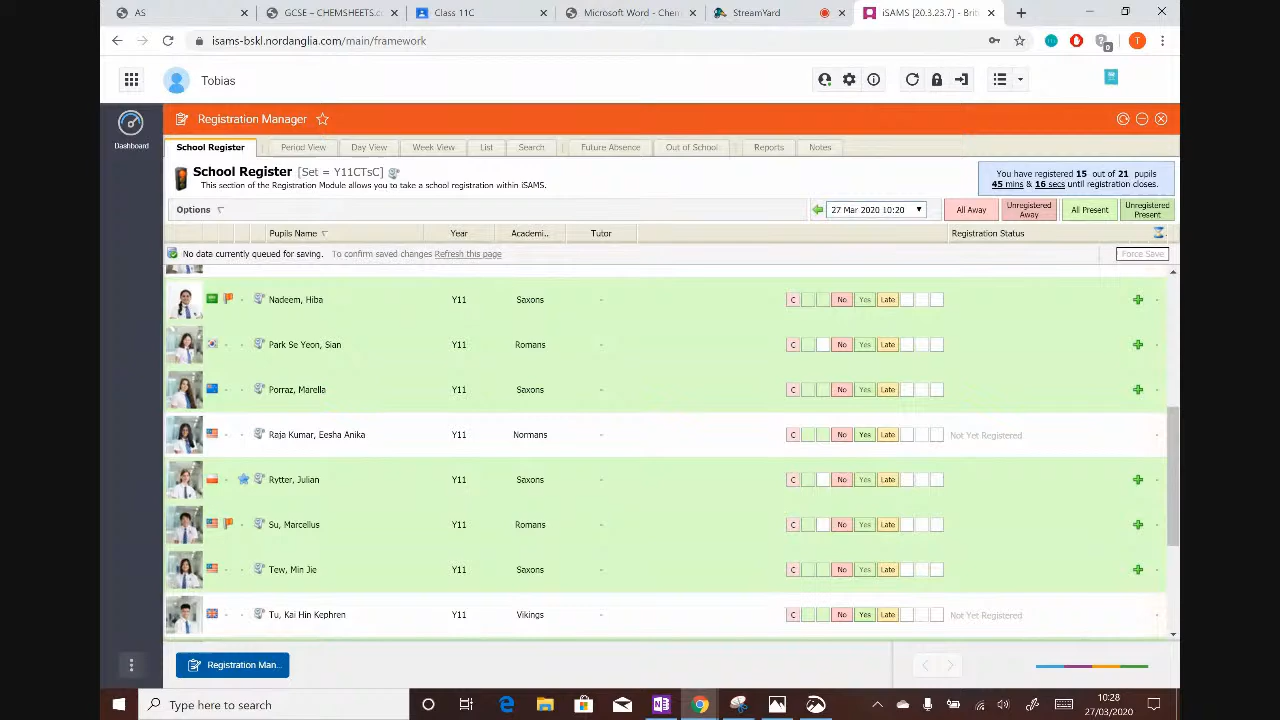 AS
GCSE – CHEMSHEETS.c
Class 11C
Microsoft Word - Chem
StreamYard
iSAMS [20.3.23.7] - Brit
isams-bskl.nordanglia.com/main/framework
0
T
Tobias
Dashboard
Registration Manager
School Register
Period View
Day View
Week View
List
Search
Future Absence
Out of School
Reports
Notes
School Register [Set = Y11CTsC]
This section of the Registration Module allows you to take a school registration within iSAMS.
You have registered 15 out of 21 pupils
45 mins & 16 secs until registration closes.
Options
27 Mar 2020 10:20
All Away
Unregistered Away
All Present
Unregistered Present
Pupils Name
Year
Academi..
Tutor
Registration Status
No data currently queued for saving. To confirm saved changes Refresh this page
Force Save
Nadeem, Hiba Y11 Saxons - C No Yes Late
Park Se Yeon, Sian Y11 Romans - C No Yes Late
Porraz, Marella Y11 Saxons - C No Yes Late
Raja Kumar, Eesha Anika Y11 Normans - C No Yes Late Not Yet Registered
Rytter, Julian Y11 Saxons - C No Yes Late
Su, Marcellus Y11 Romans - C No Yes Late
Tew, Min Jie Y11 Saxons - C No Yes Late
Tu, Kai Hin Kephren Y11 Vikings - C No Yes Late Not Yet Registered
Registration Man...
Type here to search
10:28
27/03/2020